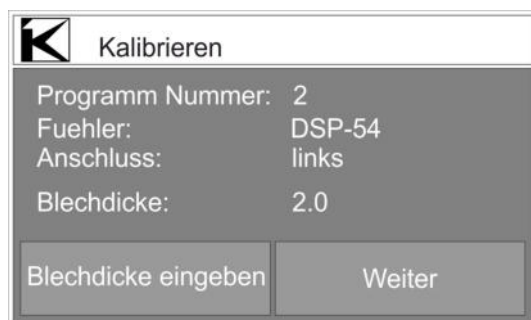 Kalibrieren
Programm Nummer: 2
Fuehler: DSP-54
Anschluss: links
Blechdicke: 2.0
Blechdicke eingeben Weiter